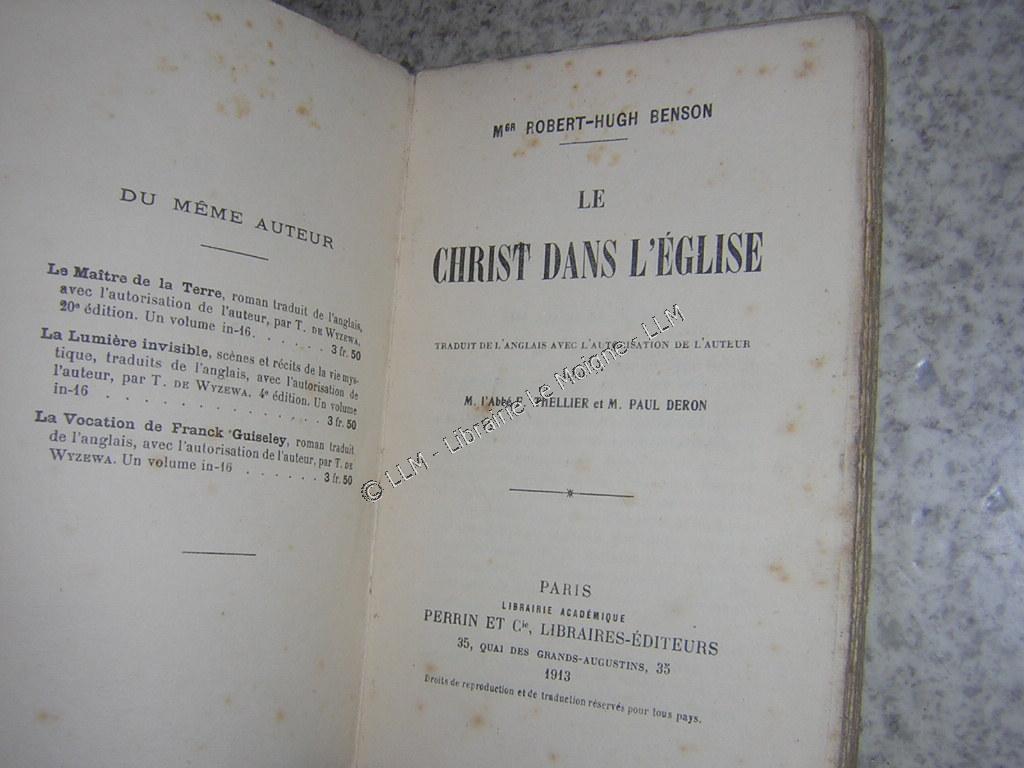 DU MÊME AUTEUR
Le Maître de la Terre, roman traduit de l'anglais,
avec l'autorisation de l'auteur, par T. DE WYZEWA.
20e édition. Un volume in-16. . . . . . . 3 fr. 50
La Lumière invisible, scènes et récits de la vie mys-
tique, traduits de l'anglais, avec l'autorisation de
l'auteur, par T. DE WYZEWA. 4e édition. Un volume
in-16 . . . . . . . . . . . . . . . 3 fr. 50
La Vocation de Franck Guiseley, roman traduit
de l'anglais, avec l'autorisation de l'auteur, par T. DE
WYZEWA. Un volume in-16 . . . . . . 3 fr. 50
MGR ROBERT-HUGH BENSON
LE
CHRIST DANS L'ÉGLISE
TRADUIT DE L'ANGLAIS AVEC L'AUTORISATION DE L'AUTEUR
M. l'Abbé et M. PAUL DERON
PARIS
LIBRAIRIE ACADÉMIQUE
PERRIN ET Cie, LIBRAIRES-ÉDITEURS
35, QUAI DES GRANDS-AUGUSTINS, 35
1913
Droits de reproduction et de traduction réservés pour tous pays.
© LLM - Librairie Le Moigne - LLM